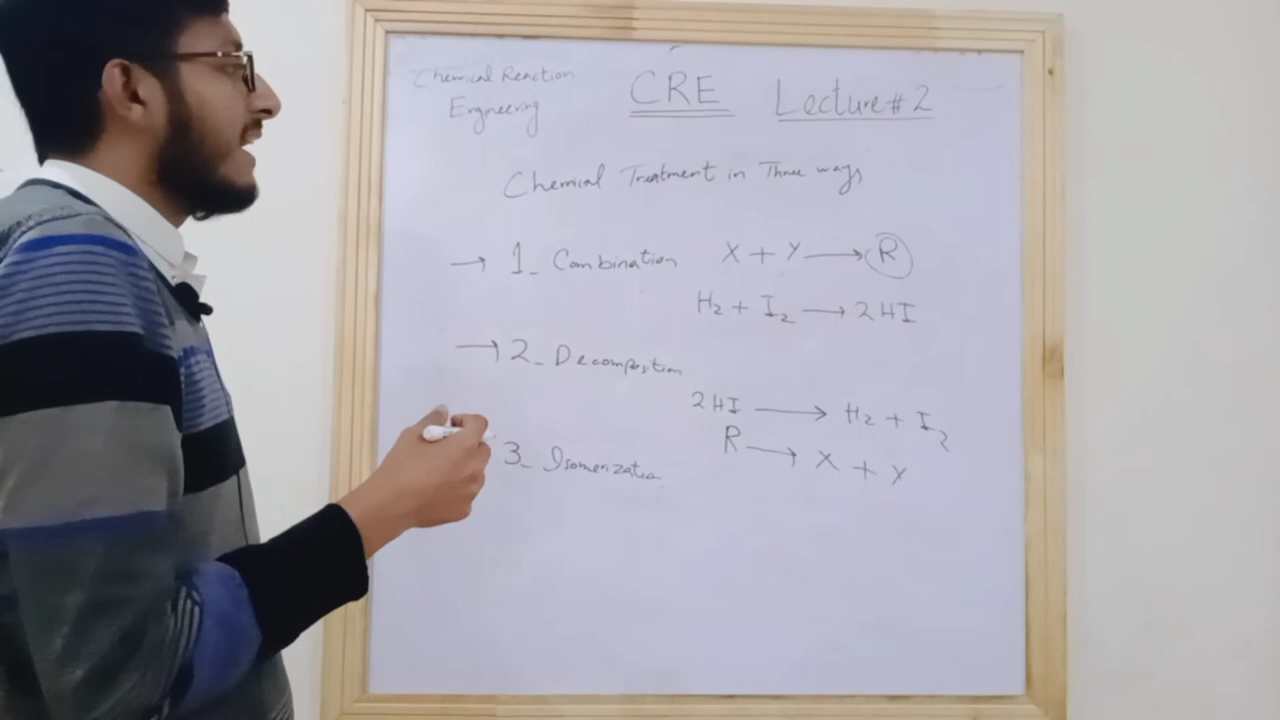 Chemical Reaction
Engineering
CRE Lecture # 2
Chemical Treatment in Three ways
→ 1_ Combination X + Y → R
H₂ + I₂ → 2HI
→ 2_ Decomposition
2HI → H₂ + I₂
R → X + Y
3_ Isomerization